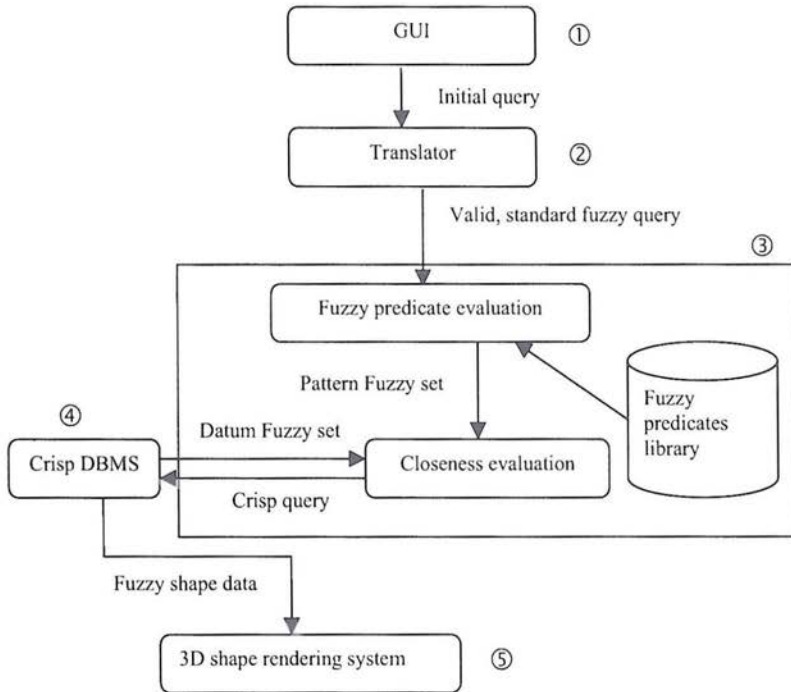 GUI
①
Initial query
Translator
②
Valid, standard fuzzy query
③
Fuzzy predicate evaluation
Pattern Fuzzy set
Fuzzy
predicates
library
④
Datum Fuzzy set
Crisp DBMS
Closeness evaluation
Crisp query
Fuzzy shape data
3D shape rendering system
⑤